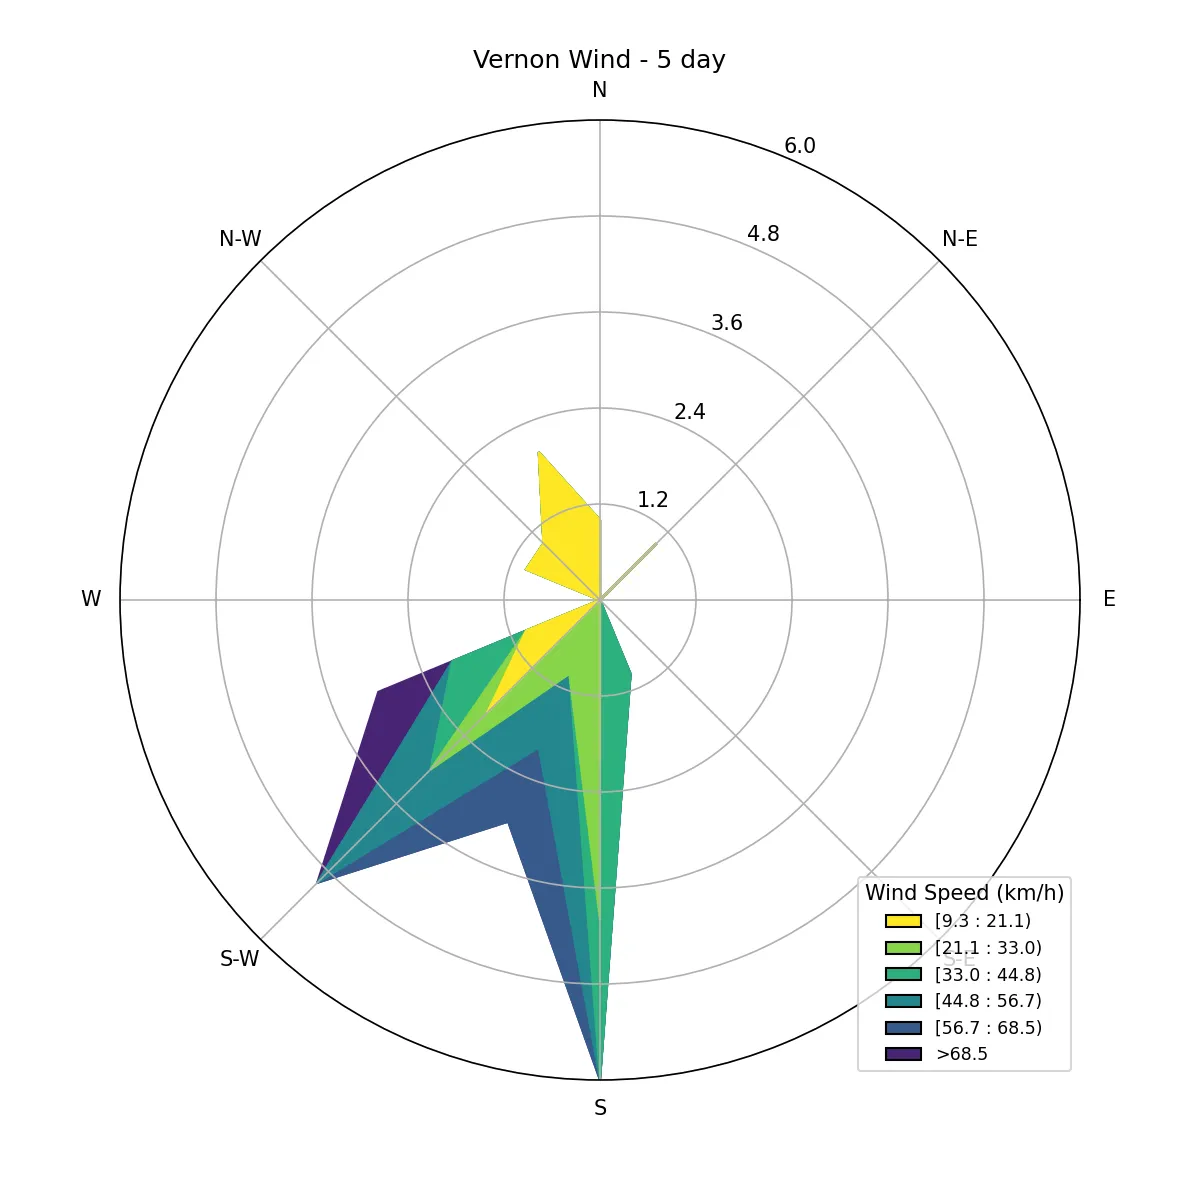 Vernon Wind - 5 day
N
6.0
4.8
N-W
N-E
3.6
2.4
1.2
W
E
Wind Speed (km/h)
[9.3 : 21.1)
[21.1 : 33.0)
S-W
S-E
[33.0 : 44.8)
[44.8 : 56.7)
[56.7 : 68.5)
>68.5
S